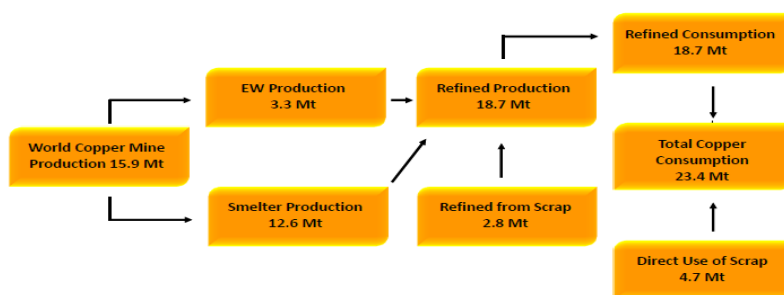 World Copper Mine
Production 15.9 Mt
EW Production
3.3 Mt
Smelter Production
12.6 Mt
Refined Production
18.7 Mt
Refined from Scrap
2.8 Mt
Refined Consumption
18.7 Mt
Total Copper
Consumption
23.4 Mt
Direct Use of Scrap
4.7 Mt